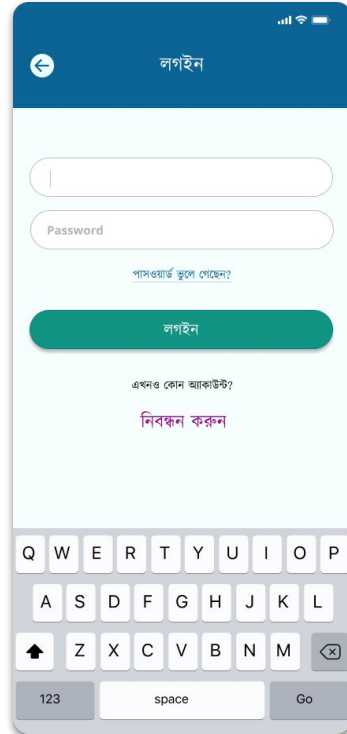 লগইন
Password
পাসওয়ার্ড ভুলে গেছেন?
লগইন
এখনও কোন অ্যাকাউন্ট?
নিবন্ধন করুন
Q W E R T Y U I O P
A S D F G H J K L
Z X C V B N M
123 space Go